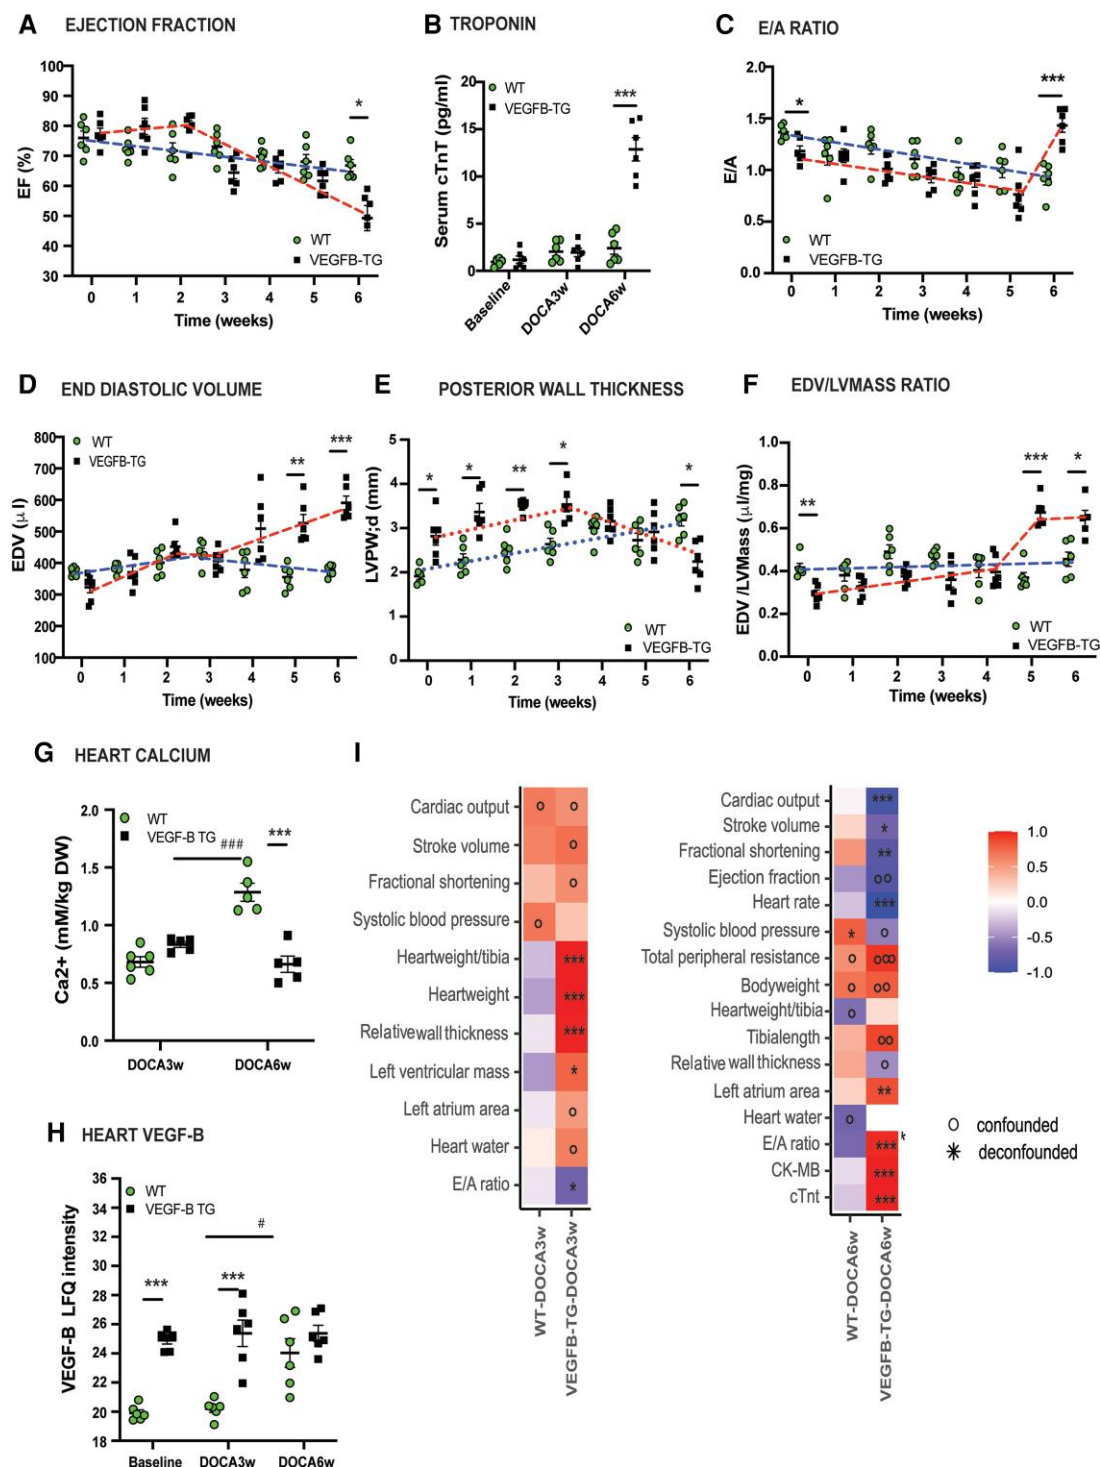 A EJECTION FRACTION
EF (%)
100
90
80
70
60
50
40
30
*
WT
VEGFB-TG
0 1 2 3 4 5 6
Time (weeks)
B TROPONIN
Serum cTnT (pg/ml)
20
15
10
5
0
WT
VEGFB-TG
***
Baseline
DOCA3w
DOCA6w
C E/A RATIO
E/A
2.0
1.5
1.0
0.5
0.0
*
***
WT
VEGFB-TG
0 1 2 3 4 5 6
Time (weeks)
D END DIASTOLIC VOLUME
EDV (µl)
800
700
600
500
400
300
200
100
WT
VEGFB-TG
**
***
0 1 2 3 4 5 6
Time (weeks)
E POSTERIOR WALL THICKNESS
LVPW;d (mm)
5
4
3
2
1
0
* * ** * *
WT
VEGFB-TG
0 1 2 3 4 5 6
Time (weeks)
F EDV/LVMASS RATIO
EDV /LVMass (µl/mg)
1.0
0.8
0.6
0.4
0.2
0.0
**
***
*
WT
VEGFB-TG
0 1 2 3 4 5 6
Time (weeks)
G HEART CALCIUM
Ca2+ (mM/kg DW)
2.0
1.5
1.0
0.5
0.0
WT
VEGF-B TG
###
***
DOCA3w
DOCA6w
H HEART VEGF-B
VEGF-B LFQ intensity
36
34
32
30
28
26
24
22
20
18
WT
VEGF-B TG
***
***
#
Baseline
DOCA3w
DOCA6w
I
Cardiac output o o
Stroke volume o
Fractional shortening o
Systolic blood pressure o
Heartweight/tibia ***
Heartweight ***
Relative wall thickness ***
Left ventricular mass *
Left atrium area o
Heart water o
E/A ratio *
WT-DOCA3w
VEGFB-TG-DOCA3w
Cardiac output ***
Stroke volume *
Fractional shortening **
Ejection fraction oo
Heart rate ***
Systolic blood pressure * o
Total peripheral resistance o ooo
Bodyweight o oo
Heartweight/tibia o
Tibialength oo
Relative wall thickness o
Left atrium area **
Heart water o
E/A ratio *** *
CK-MB ***
cTnt ***
WT-DOCA6w
VEGFB-TG-DOCA6w
1.0
0.5
0.0
-0.5
-1.0
o confounded
* deconfounded